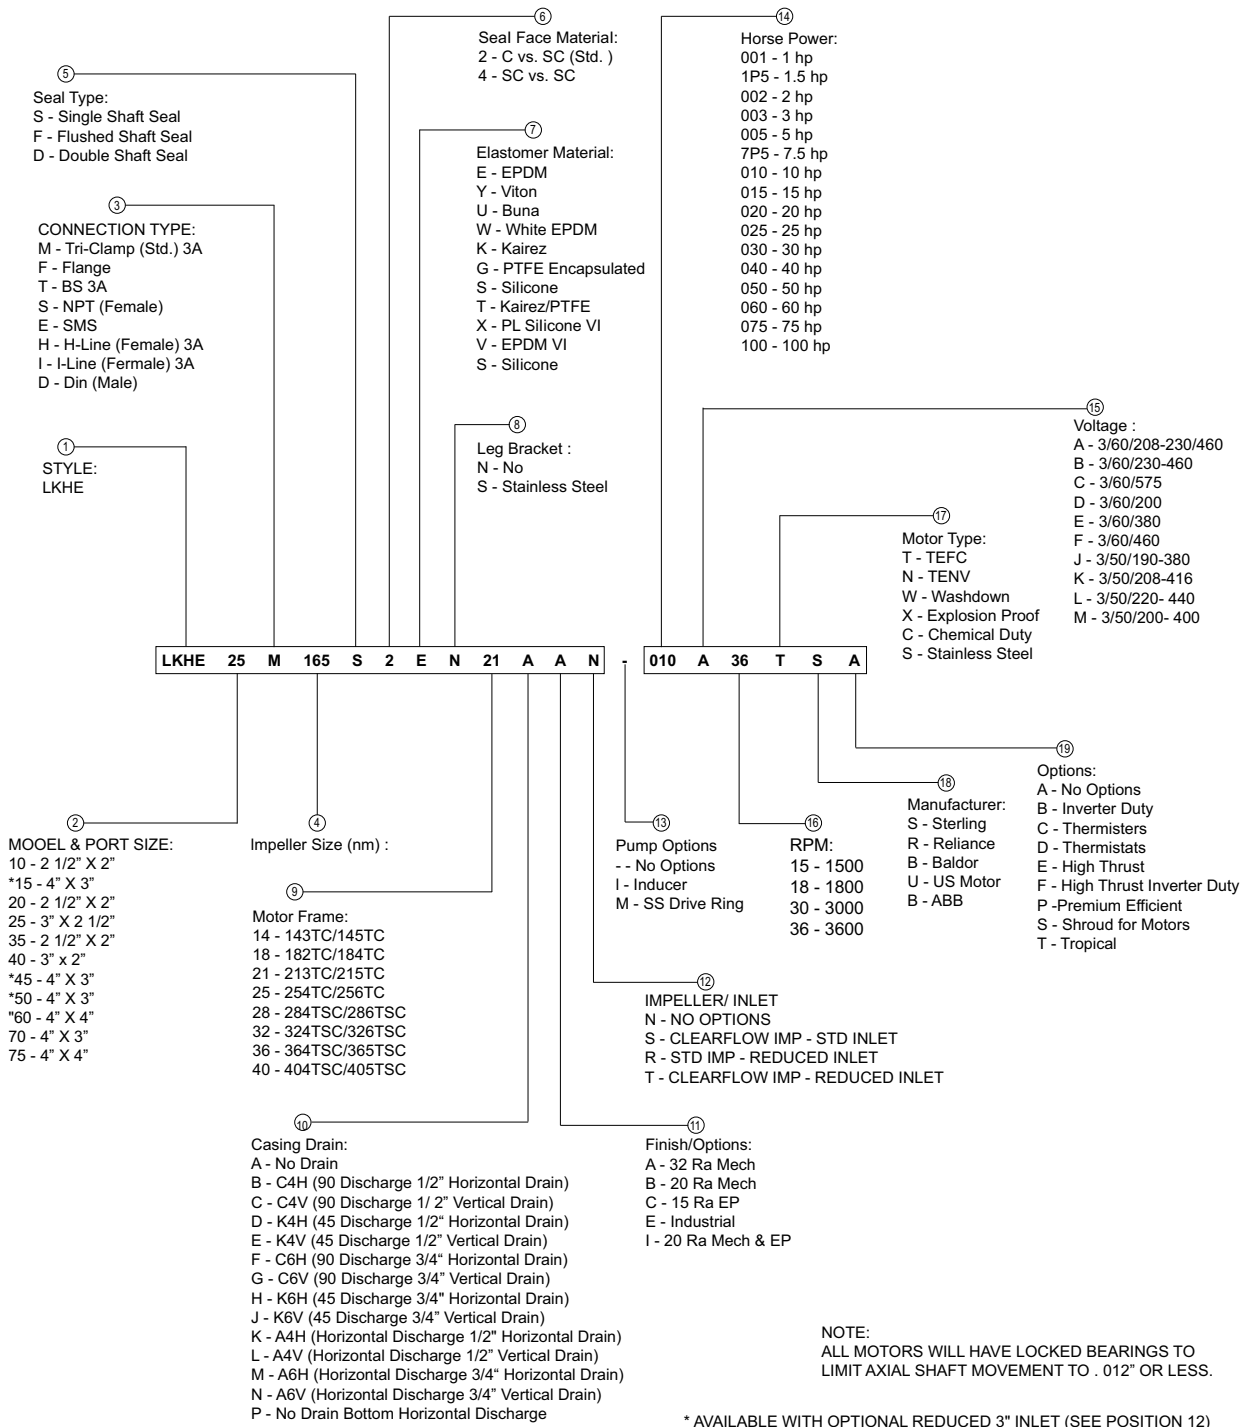 ⑥
Seal Face Material:
2 - C vs. SC (Std. )
4 - SC vs. SC
⑭
Horse Power:
001 - 1 hp
1P5 - 1.5 hp
002 - 2 hp
003 - 3 hp
005 - 5 hp
7P5 - 7.5 hp
010 - 10 hp
015 - 15 hp
020 - 20 hp
025 - 25 hp
030 - 30 hp
040 - 40 hp
050 - 50 hp
060 - 60 hp
075 - 75 hp
100 - 100 hp
⑤
Seal Type:
S - Single Shaft Seal
F - Flushed Shaft Seal
D - Double Shaft Seal
⑦
Elastomer Material:
E - EPDM
Y - Viton
U - Buna
W - White EPDM
K - Kairez
G - PTFE Encapsulated
S - Silicone
T - Kairez/PTFE
X - PL Silicone VI
V - EPDM VI
S - Silicone
③
CONNECTION TYPE:
M - Tri-Clamp (Std.) 3A
F - Flange
T - BS 3A
S - NPT (Female)
E - SMS
H - H-Line (Female) 3A
I - I-Line (Fermale) 3A
D - Din (Male)
⑧
Leg Bracket :
N - No
S - Stainless Steel
⑮
Voltage :
A - 3/60/208-230/460
B - 3/60/230-460
C - 3/60/575
D - 3/60/200
E - 3/60/380
F - 3/60/460
J - 3/50/190-380
K - 3/50/208-416
L - 3/50/220- 440
M - 3/50/200- 400
①
STYLE:
LKHE
⑰
Motor Type:
T - TEFC
N - TENV
W - Washdown
X - Explosion Proof
C - Chemical Duty
S - Stainless Steel
LKHE 25 M 165 S 2 E N 21 A A N - 010 A 36 T S A
②
MOOEL & PORT SIZE:
10 - 2 1/2” X 2”
*15 - 4” X 3”
20 - 2 1/2” X 2”
25 - 3” X 2 1/2”
35 - 2 1/2” X 2”
40 - 3” x 2”
*45 - 4” X 3”
*50 - 4” X 3”
"60 - 4” X 4”
70 - 4” X 3”
75 - 4” X 4”
④
Impeller Size (nm) :
⑨
Motor Frame:
14 - 143TC/145TC
18 - 182TC/184TC
21 - 213TC/215TC
25 - 254TC/256TC
28 - 284TSC/286TSC
32 - 324TSC/326TSC
36 - 364TSC/365TSC
40 - 404TSC/405TSC
⑬
Pump Options
- - No Options
I - Inducer
M - SS Drive Ring
⑯
RPM:
15 - 1500
18 - 1800
30 - 3000
36 - 3600
⑱
Manufacturer:
S - Sterling
R - Reliance
B - Baldor
U - US Motor
B - ABB
⑲
Options:
A - No Options
B - Inverter Duty
C - Thermisters
D - Thermistats
E - High Thrust
F - High Thrust Inverter Duty
P -Premium Efficient
S - Shroud for Motors
T - Tropical
⑫
IMPELLER/ INLET
N - NO OPTIONS
S - CLEARFLOW IMP - STD INLET
R - STD IMP - REDUCED INLET
T - CLEARFLOW IMP - REDUCED INLET
⑩
Casing Drain:
A - No Drain
B - C4H (90 Discharge 1/2” Horizontal Drain)
C - C4V (90 Discharge 1/ 2” Vertical Drain)
D - K4H (45 Discharge 1/2“ Horizontal Drain)
E - K4V (45 Discharge 1/2” Vertical Drain)
F - C6H (90 Discharge 3/4“ Horizontal Drain)
G - C6V (90 Discharge 3/4” Vertical Drain)
H - K6H (45 Discharge 3/4" Horizontal Drain)
J - K6V (45 Discharge 3/4” Vertical Drain)
K - A4H (Horizontal Discharge 1/2" Horizontal Drain)
L - A4V (Horizontal Discharge 1/2” Vertical Drain)
M - A6H (Horizontal Discharge 3/4“ Horizontal Drain)
N - A6V (Horizontal Discharge 3/4” Vertical Drain)
P - No Drain Bottom Horizontal Discharge
⑪
Finish/Options:
A - 32 Ra Mech
B - 20 Ra Mech
C - 15 Ra EP
E - Industrial
I - 20 Ra Mech & EP
NOTE:
ALL MOTORS WILL HAVE LOCKED BEARINGS TO
LIMIT AXIAL SHAFT MOVEMENT TO . 012” OR LESS.
* AVAILABLE WITH OPTIONAL REDUCED 3" INLET (SEE POSITION 12)